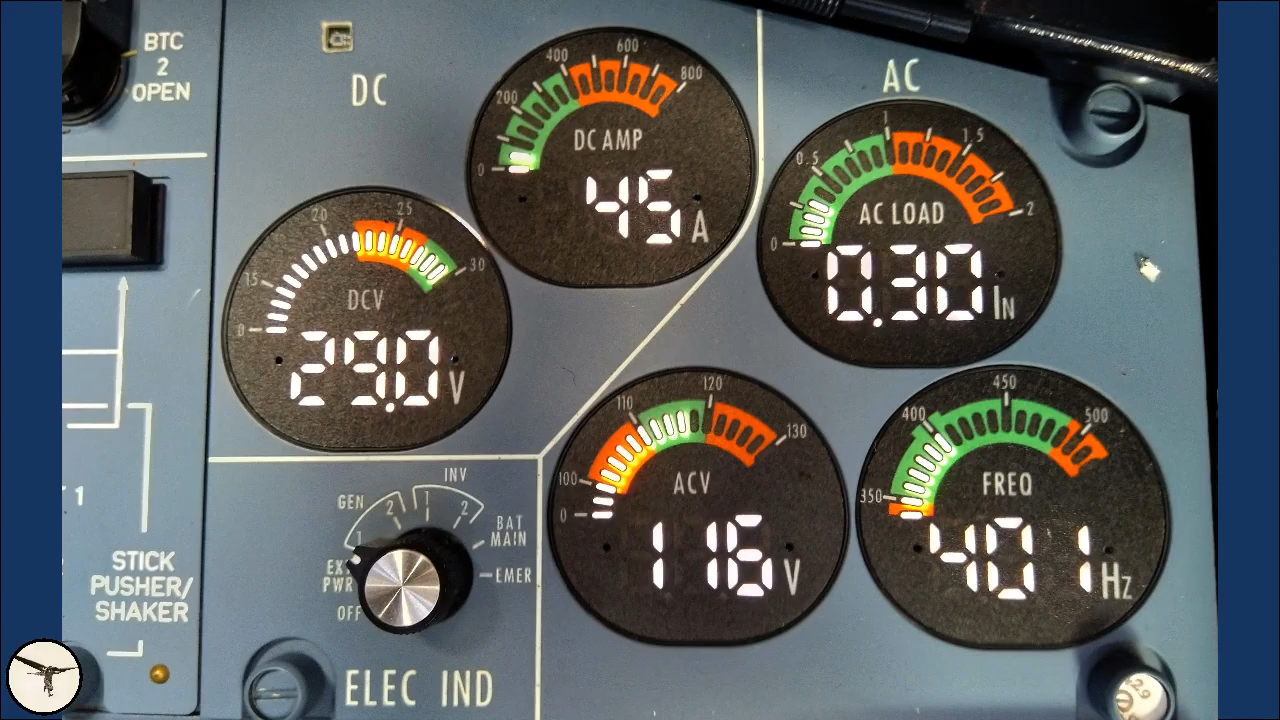 BTC
2
OPEN
DC
AC
0
200
400
600
800
DC AMP
45 A
0
0.5
1
1.5
2
AC LOAD
0.30 IN
0
15
20
25
30
DCV
29.0 V
0
100
110
120
130
ACV
116 V
350
400
450
500
FREQ
401 Hz
1
STICK
PUSHER/
SHAKER
INV
GEN
1
2
1
2
BAT
MAIN
EMER
PWR
OFF
ELEC IND